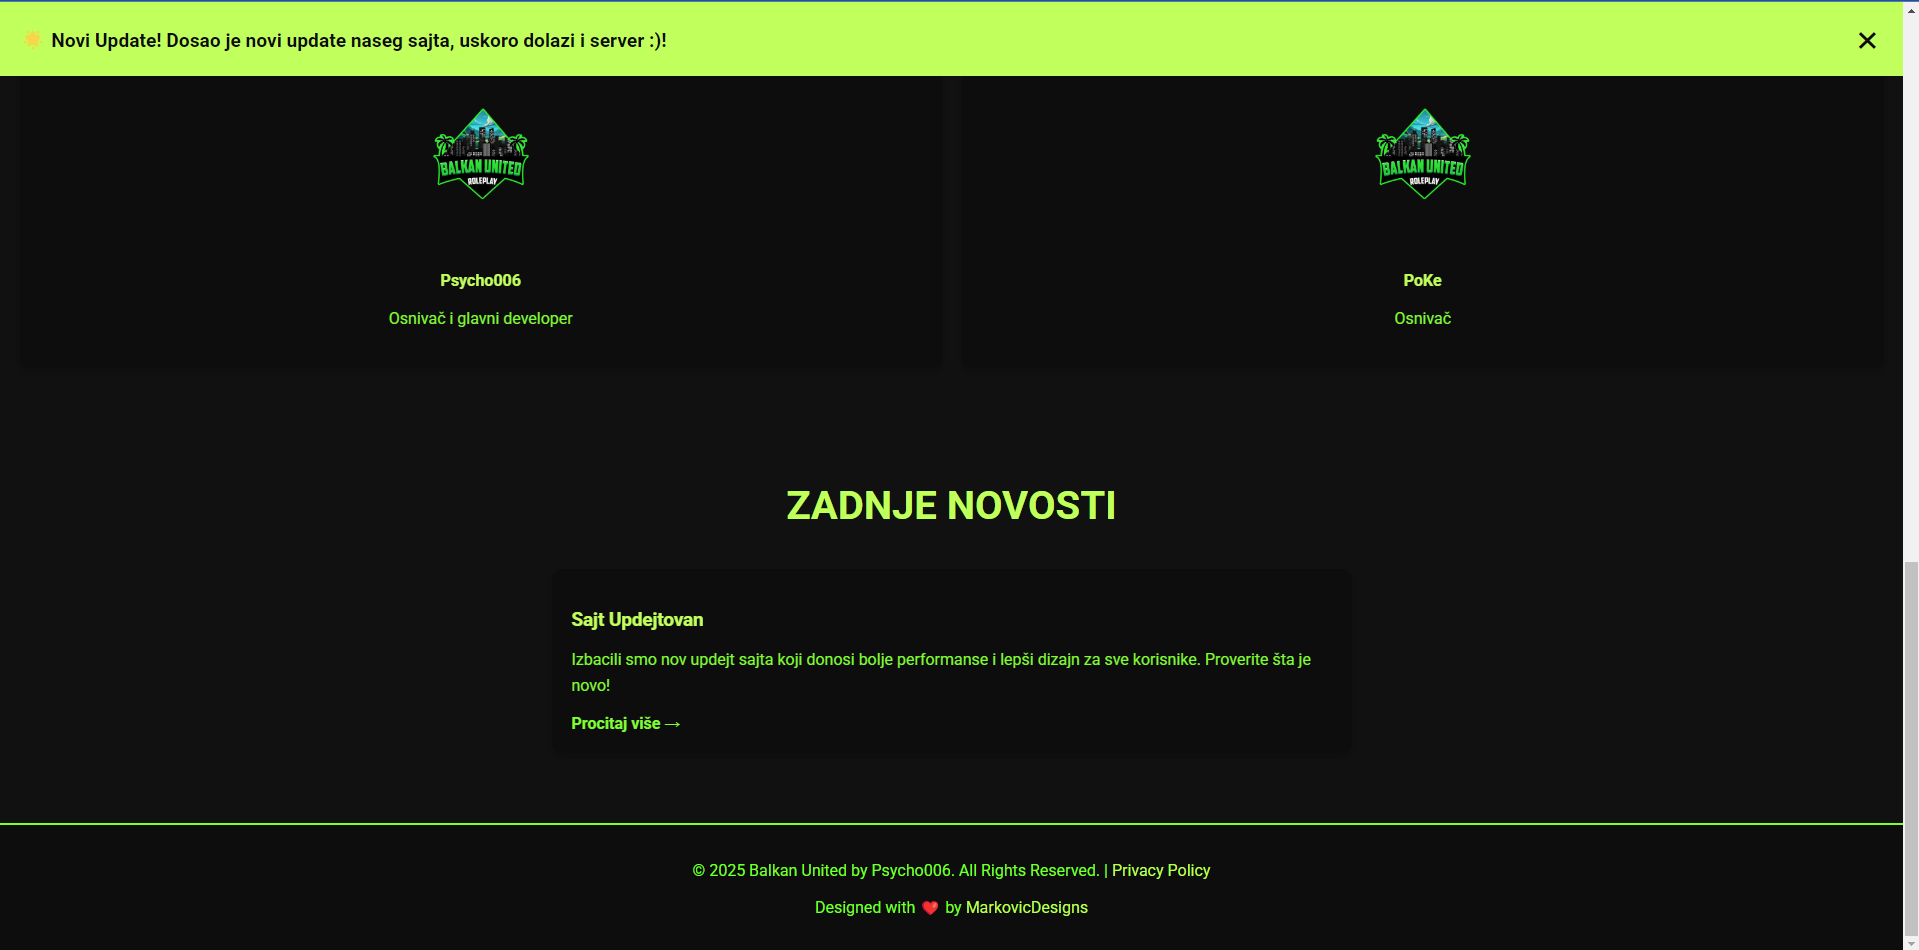 Novi Update! Dosao je novi update naseg sajta, uskoro dolazi i server :)!
BALKAN UNITED
ROLEPLAY
BALKAN UNITED
ROLEPLAY
Psycho006
PoKe
Osnivač i glavni developer
Osnivač
ZADNJE NOVOSTI
Sajt Updejtovan
Izbacili smo nov updejt sajta koji donosi bolje performanse i lepši dizajn za sve korisnike. Proverite šta je
novo!
Procitaj više →
© 2025 Balkan United by Psycho006. All Rights Reserved. | Privacy Policy
Designed with ❤️ by MarkovicDesigns